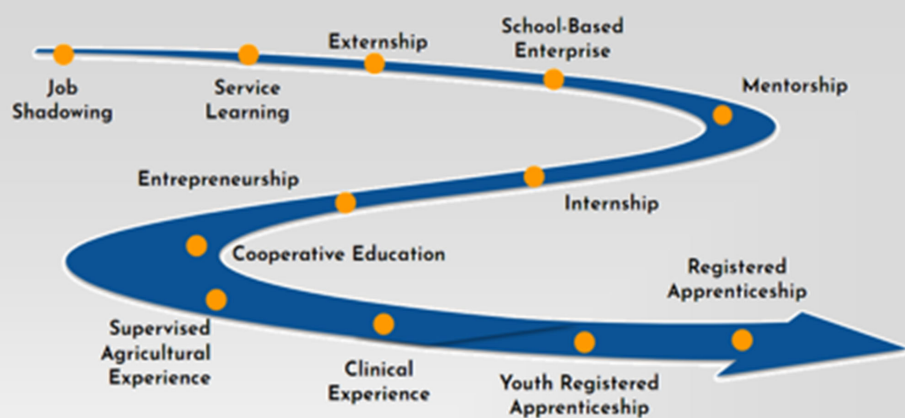 Job
Shadowing
Service
Learning
Externship
School-Based
Enterprise
Mentorship
Internship
Entrepreneurship
Cooperative Education
Supervised
Agricultural
Experience
Clinical
Experience
Youth Registered
Apprenticeship
Registered
Apprenticeship